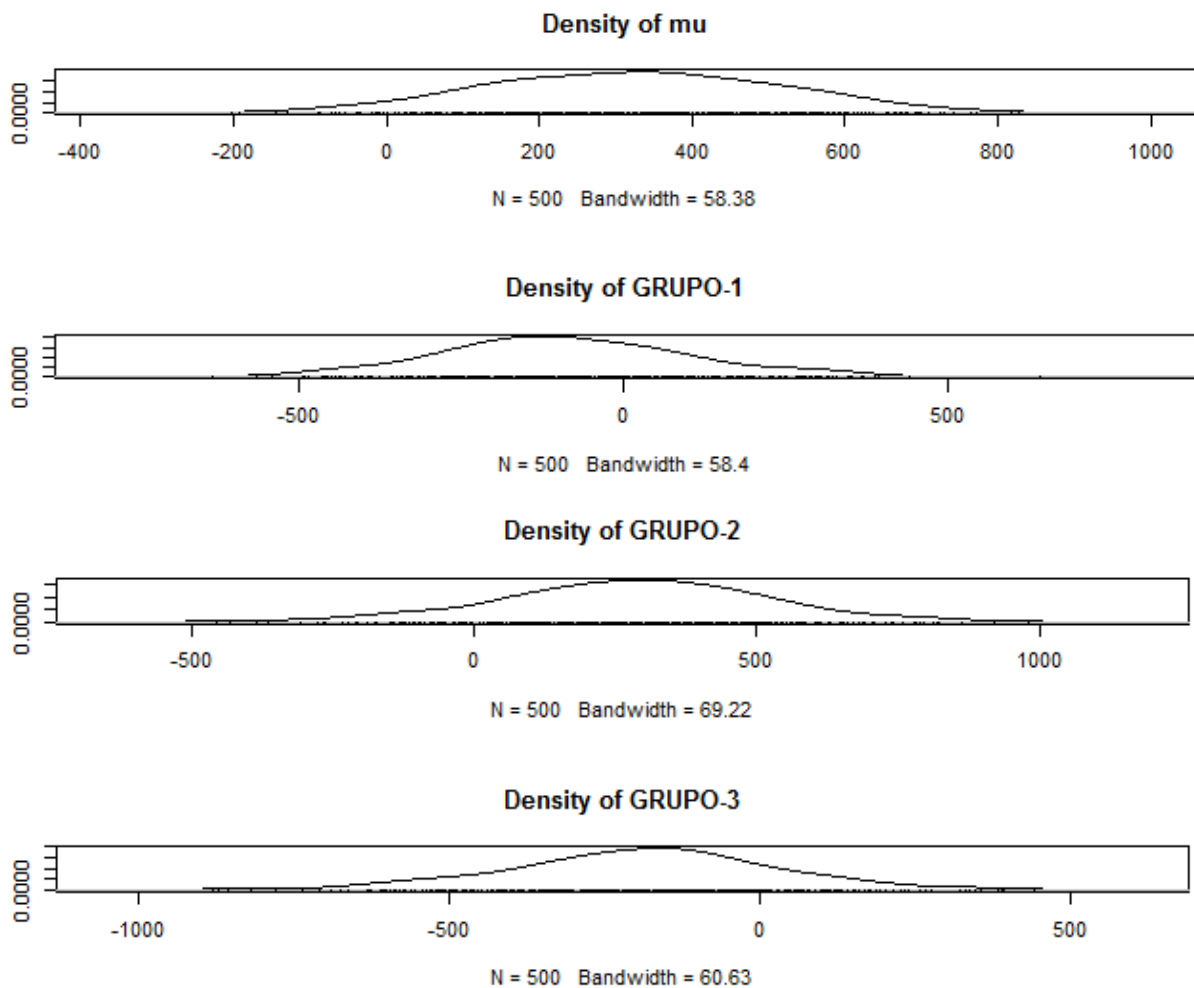 Density of mu
0.0000
-400 -200 0 200 400 600 800 1000
N = 500 Bandwidth = 58.38
Density of GRUPO-1
0.0000
-500 0 500
N = 500 Bandwidth = 58.4
Density of GRUPO-2
0.0000
-500 0 500 1000
N = 500 Bandwidth = 69.22
Density of GRUPO-3
0.0000
-1000 -500 0 500
N = 500 Bandwidth = 60.63